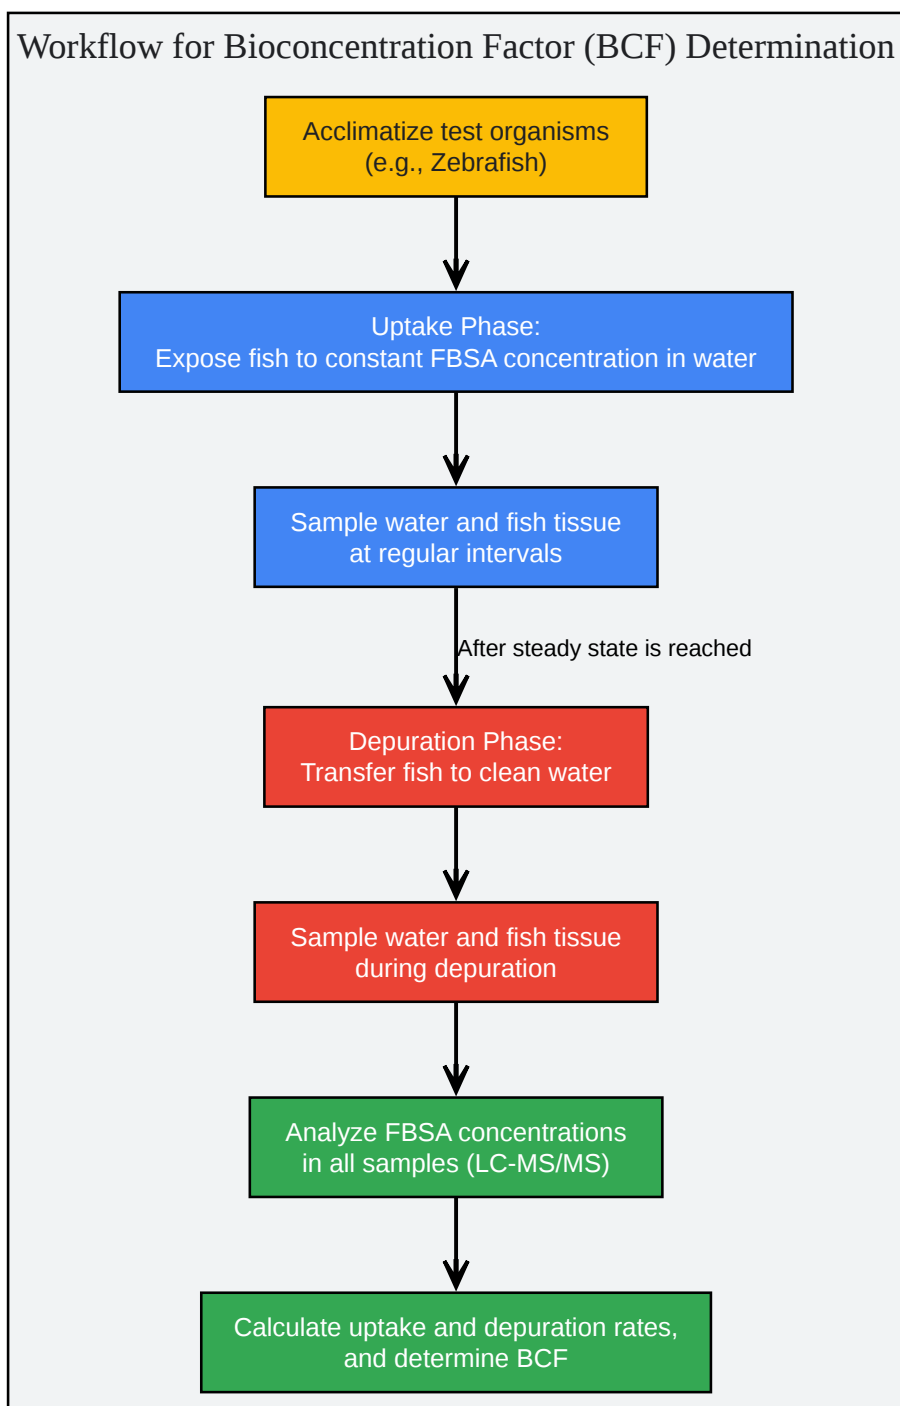 Workflow for Bioconcentration Factor (BCF) Determination
Acclimatize test organisms
(e.g., Zebrafish)
Uptake Phase:
Expose fish to constant FBSA concentration in water
Sample water and fish tissue
at regular intervals
After steady state is reached
Depuration Phase:
Transfer fish to clean water
Sample water and fish tissue
during depuration
Analyze FBSA concentrations
in all samples (LC-MS/MS)
Calculate uptake and depuration rates,
and determine BCF